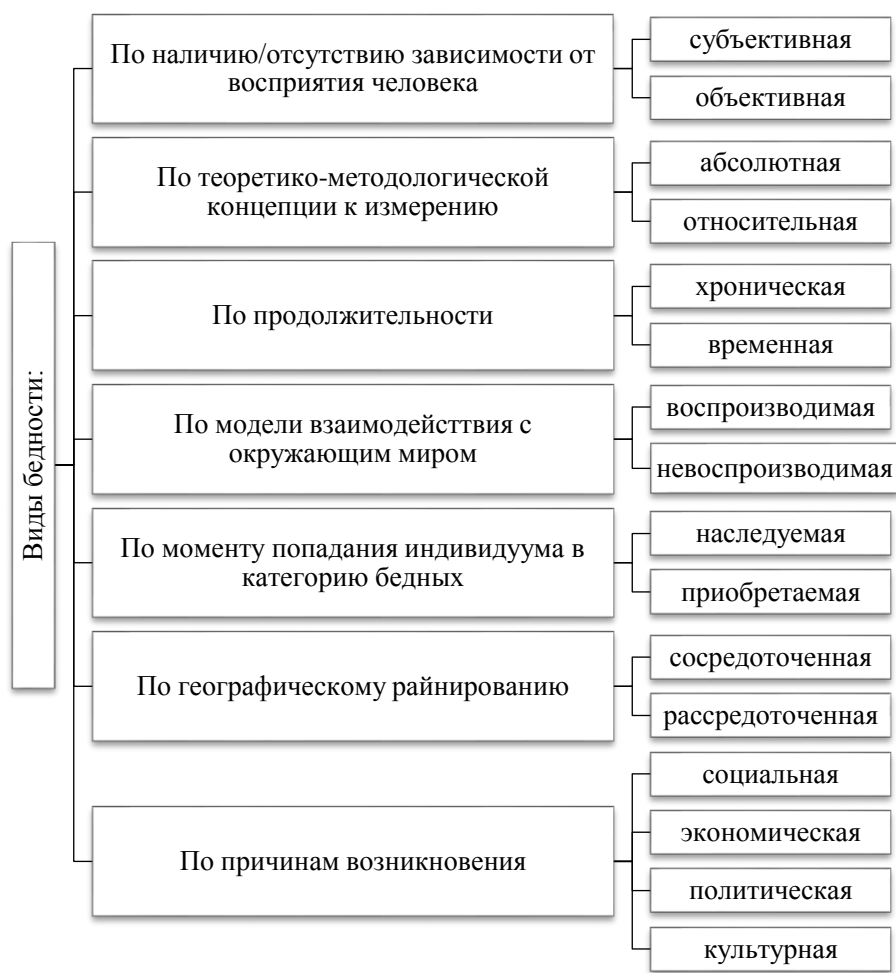 Виды бедности:
По наличию/отсутствию зависимости от
восприятия человека
субъективная
объективная
По теоретико-методологической
концепции к измерению
абсолютная
относительная
По продолжительности
хроническая
временная
По модели взаимодейсттвия с
окружающим миром
воспроизводимая
невоспроизводимая
По моменту попадания индивидуума в
категорию бедных
наследуемая
приобретаемая
По географическому райнированию
сосредоточенная
рассредоточенная
По причинам возникновения
социальная
экономическая
политическая
культурная